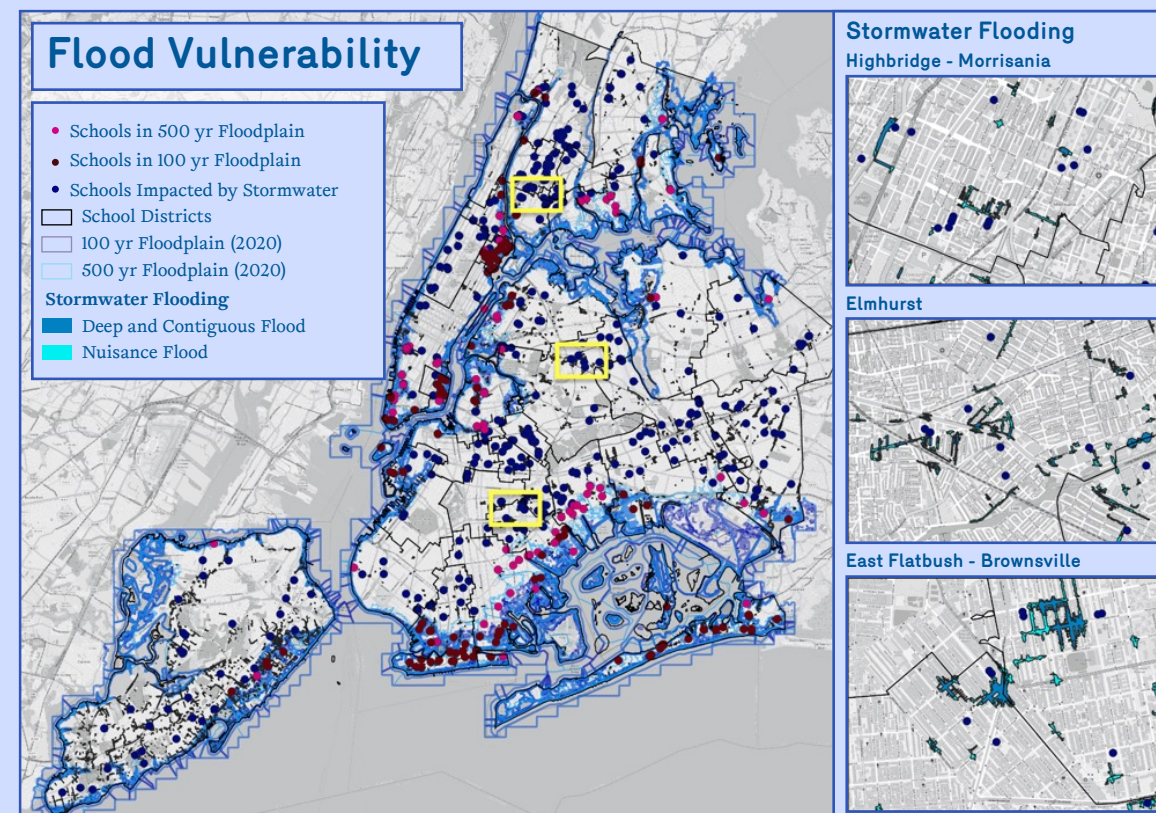 Flood Vulnerability
Schools in 500 yr Floodplain
Schools in 100 yr Floodplain
Schools Impacted by Stormwater
School Districts
100 yr Floodplain (2020)
500 yr Floodplain (2020)
Stormwater Flooding
Deep and Contiguous Flood
Nuisance Flood
Stormwater Flooding
Highbridge - Morrisania
Elmhurst
East Flatbush - Brownsville